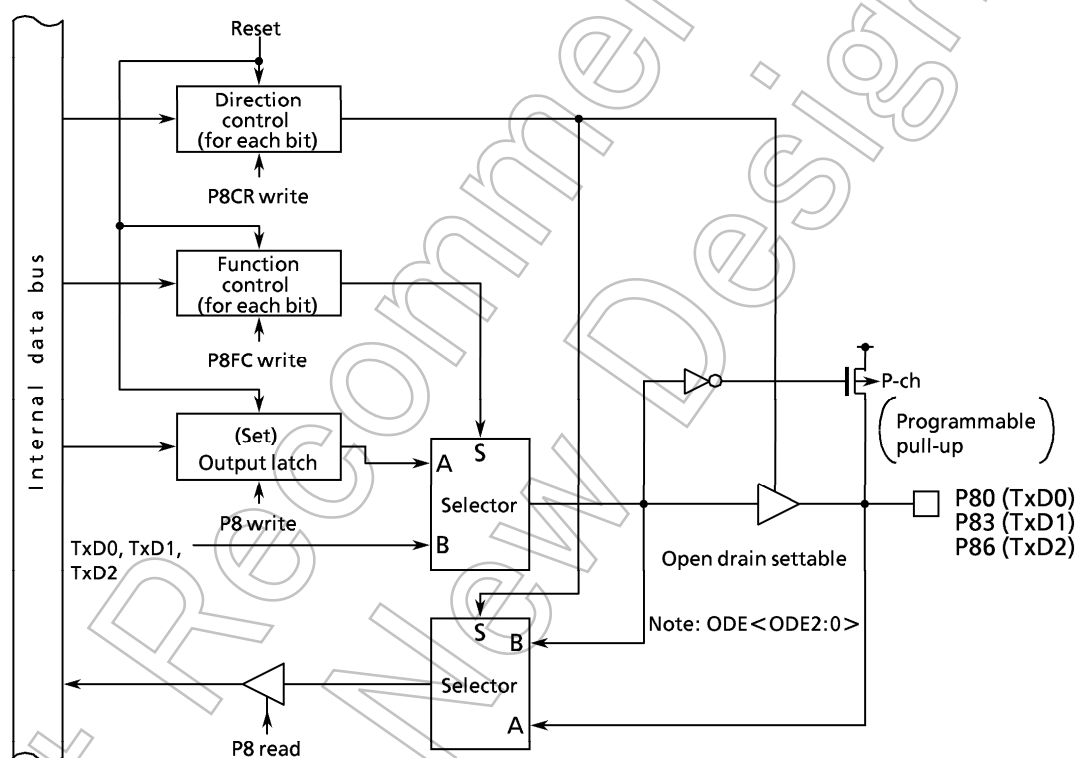 Reset
Direction
control
(for each bit)
P8CR write
Function
control
(for each bit)
P8FC write
Internal data bus
(Set)
Output latch
P8 write
TxD0, TxD1,
TxD2
S
A
Selector
B
P-ch
(Programmable
pull-up)
P80 (TxD0)
P83 (TxD1)
P86 (TxD2)
Open drain settable
Note: ODE<ODE2:0>
S
B
Selector
A
P8 read
New Design